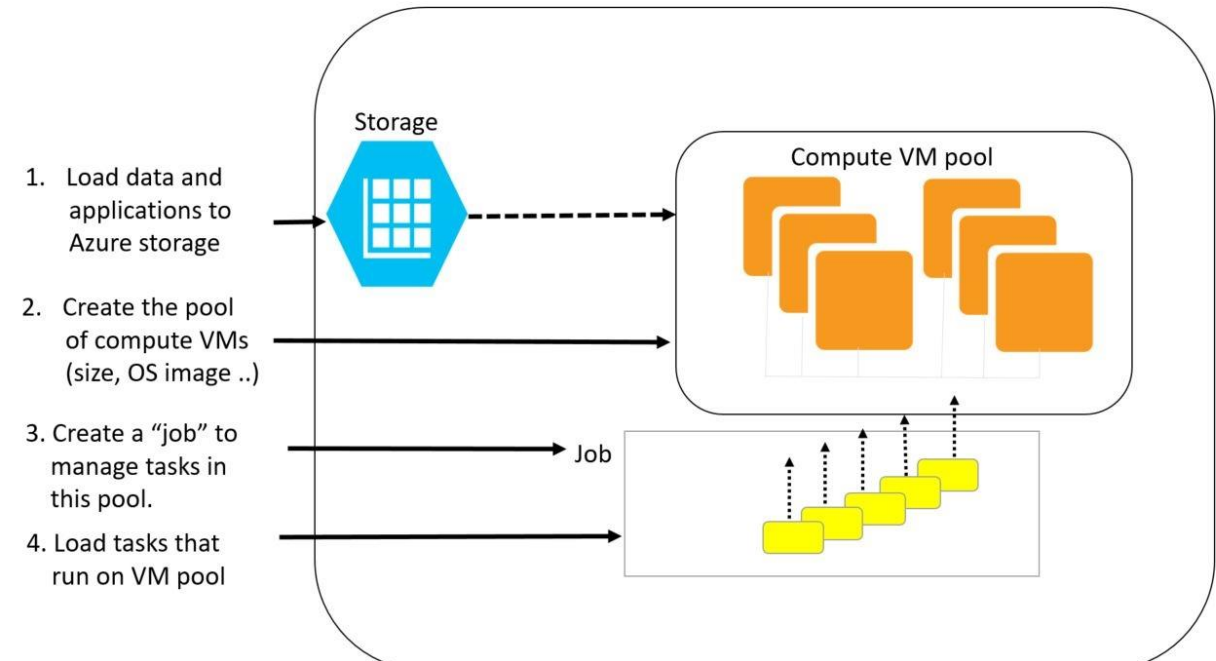 Storage
Compute VM pool
1. Load data and
applications to
Azure storage
2. Create the pool
of compute VMs
(size, OS image ..)
3. Create a “job” to
manage tasks in
this pool.
Job
4. Load tasks that
run on VM pool